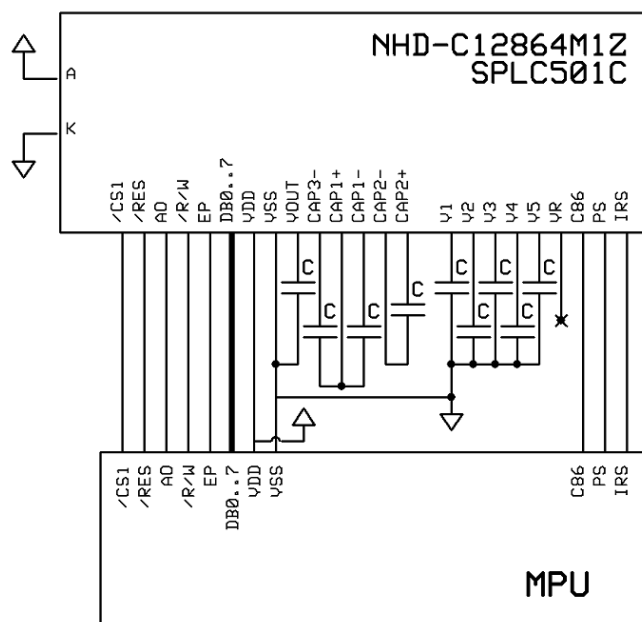 NHD-C12864M1Z
SPLC501C
A
K
/CS1
/RES
A0
/R/W
EP
DB0..7
VDD
VSS
VOUT
CAP3-
CAP1+
CAP1-
CAP2-
CAP2+
V1
V2
V3
V4
V5
VR
C86
PS
IRS
C
C
C
C
C
C
C
C
C
/CS1
/RES
A0
/R/W
EP
DB0..7
VDD
VSS
C86
PS
IRS
MPU